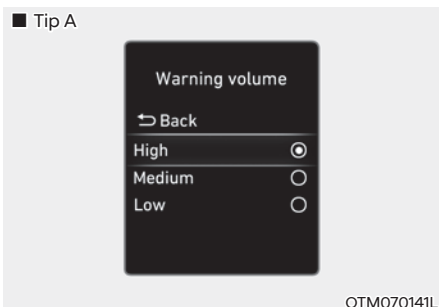 ■ Tip A
Warning volume
⮌ Back
High
Medium
Low
OTM070141L